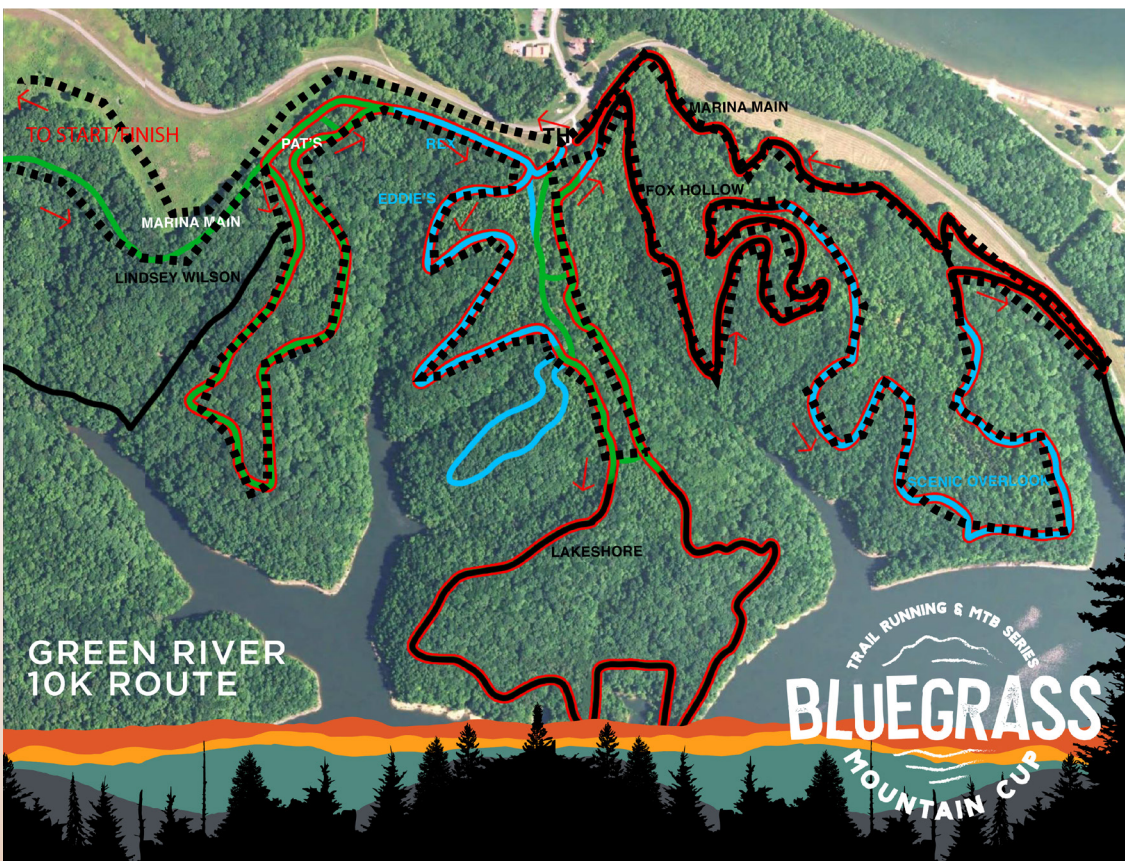 MARINA MAIN
TO START/FINISH
TH
PAT'S
REX
EDDIE'S
FOX HOLLOW
MARINA MAIN
LINDSEY WILSON
SCENIC OVERLOOK
LAKESHORE
GREEN RIVER
10K ROUTE
TRAIL RUNNING & MTB SERIES
BLUEGRASS
MOUNTAIN CUP